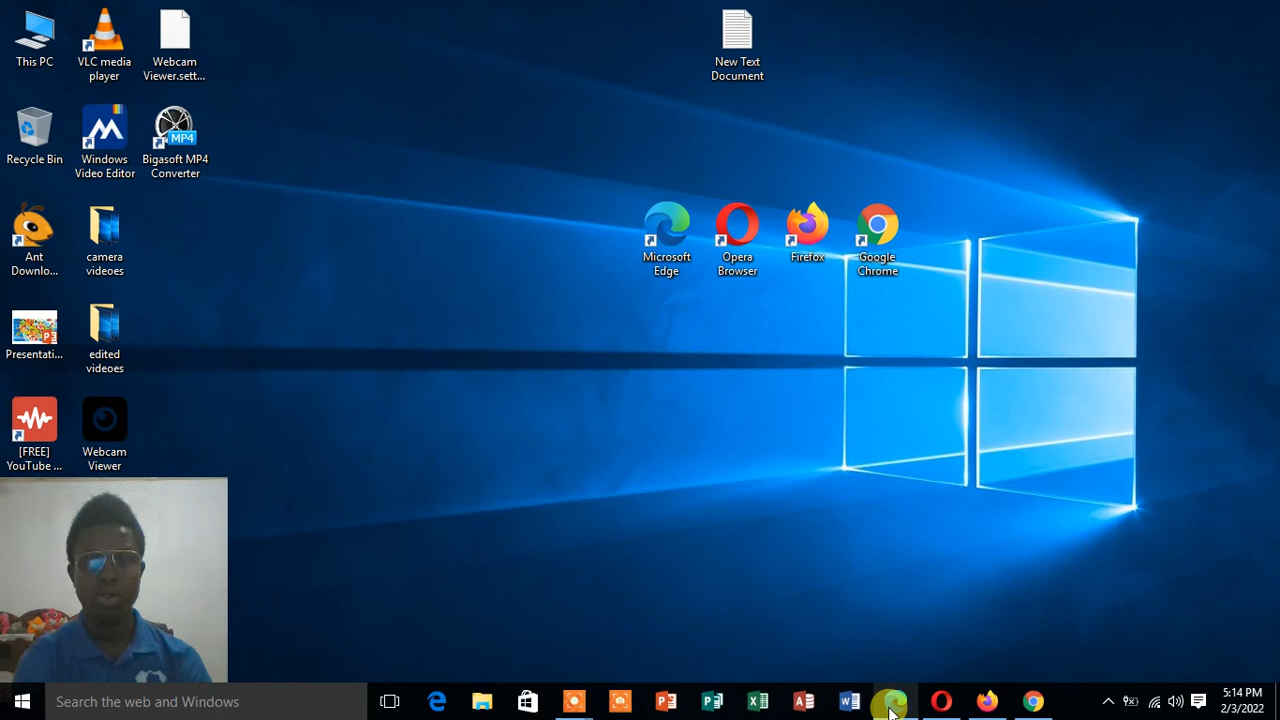 This PC
VLC media
player
Webcam
Viewer.sett...
New Text
Document
Recycle Bin
Windows
Video Editor
MP4
Bigasoft MP4
Converter
Ant
Downlo...
camera
videoes
Microsoft
Edge
Opera
Browser
Firefox
Google
Chrome
Presentati...
edited
videoes
[FREE]
YouTube ...
Webcam
Viewer
Search the web and Windows
5:14 PM
2/3/2022